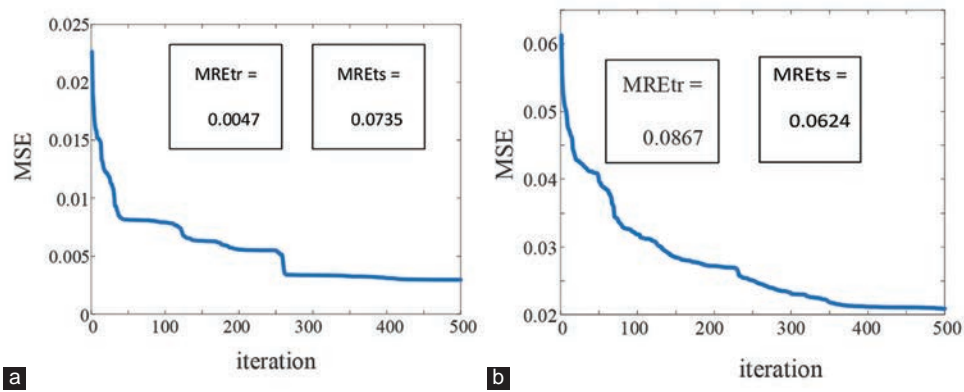 0.025
0.02
0.015
0.01
0.005
0
MSE
MREtr =
0.0047
MREts =
0.0735
0 100 200 300 400 500
iteration
a
0.06
0.05
0.04
0.03
0.02
MSE
MREtr =
0.0867
MREts =
0.0624
0 100 200 300 400 500
iteration
b